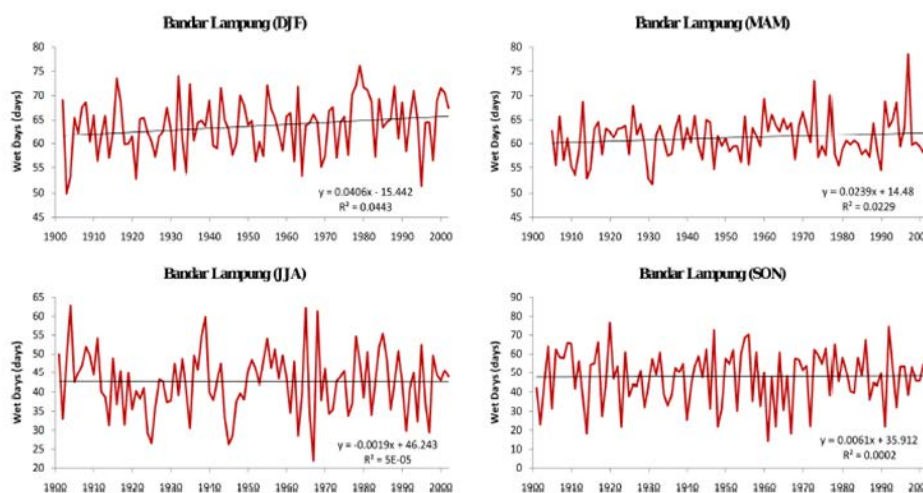 Bandar Lampung (DJF)
80
75
70
65
60
55
50
45
Wet Days (days)
y = 0.0406x - 15.442
R² = 0.0443
1900 1910 1920 1930 1940 1950 1960 1970 1980 1990 2000
Bandar Lampung (MAM)
80
75
70
65
60
55
50
45
Wet Days (days)
y = 0.0239x + 14.48
R² = 0.0229
1900 1910 1920 1930 1940 1950 1960 1970 1980 1990 2000
Bandar Lampung (JJA)
65
60
55
50
45
40
35
30
25
20
Wet Days (days)
y = -0.0019x + 46.243
R² = 5E-05
1900 1910 1920 1930 1940 1950 1960 1970 1980 1990 2000
Bandar Lampung (SON)
90
80
70
60
50
40
30
20
10
0
Wet Days (days)
y = 0.0061x + 35.912
R² = 0.0002
1900 1910 1920 1930 1940 1950 1960 1970 1980 1990 2000